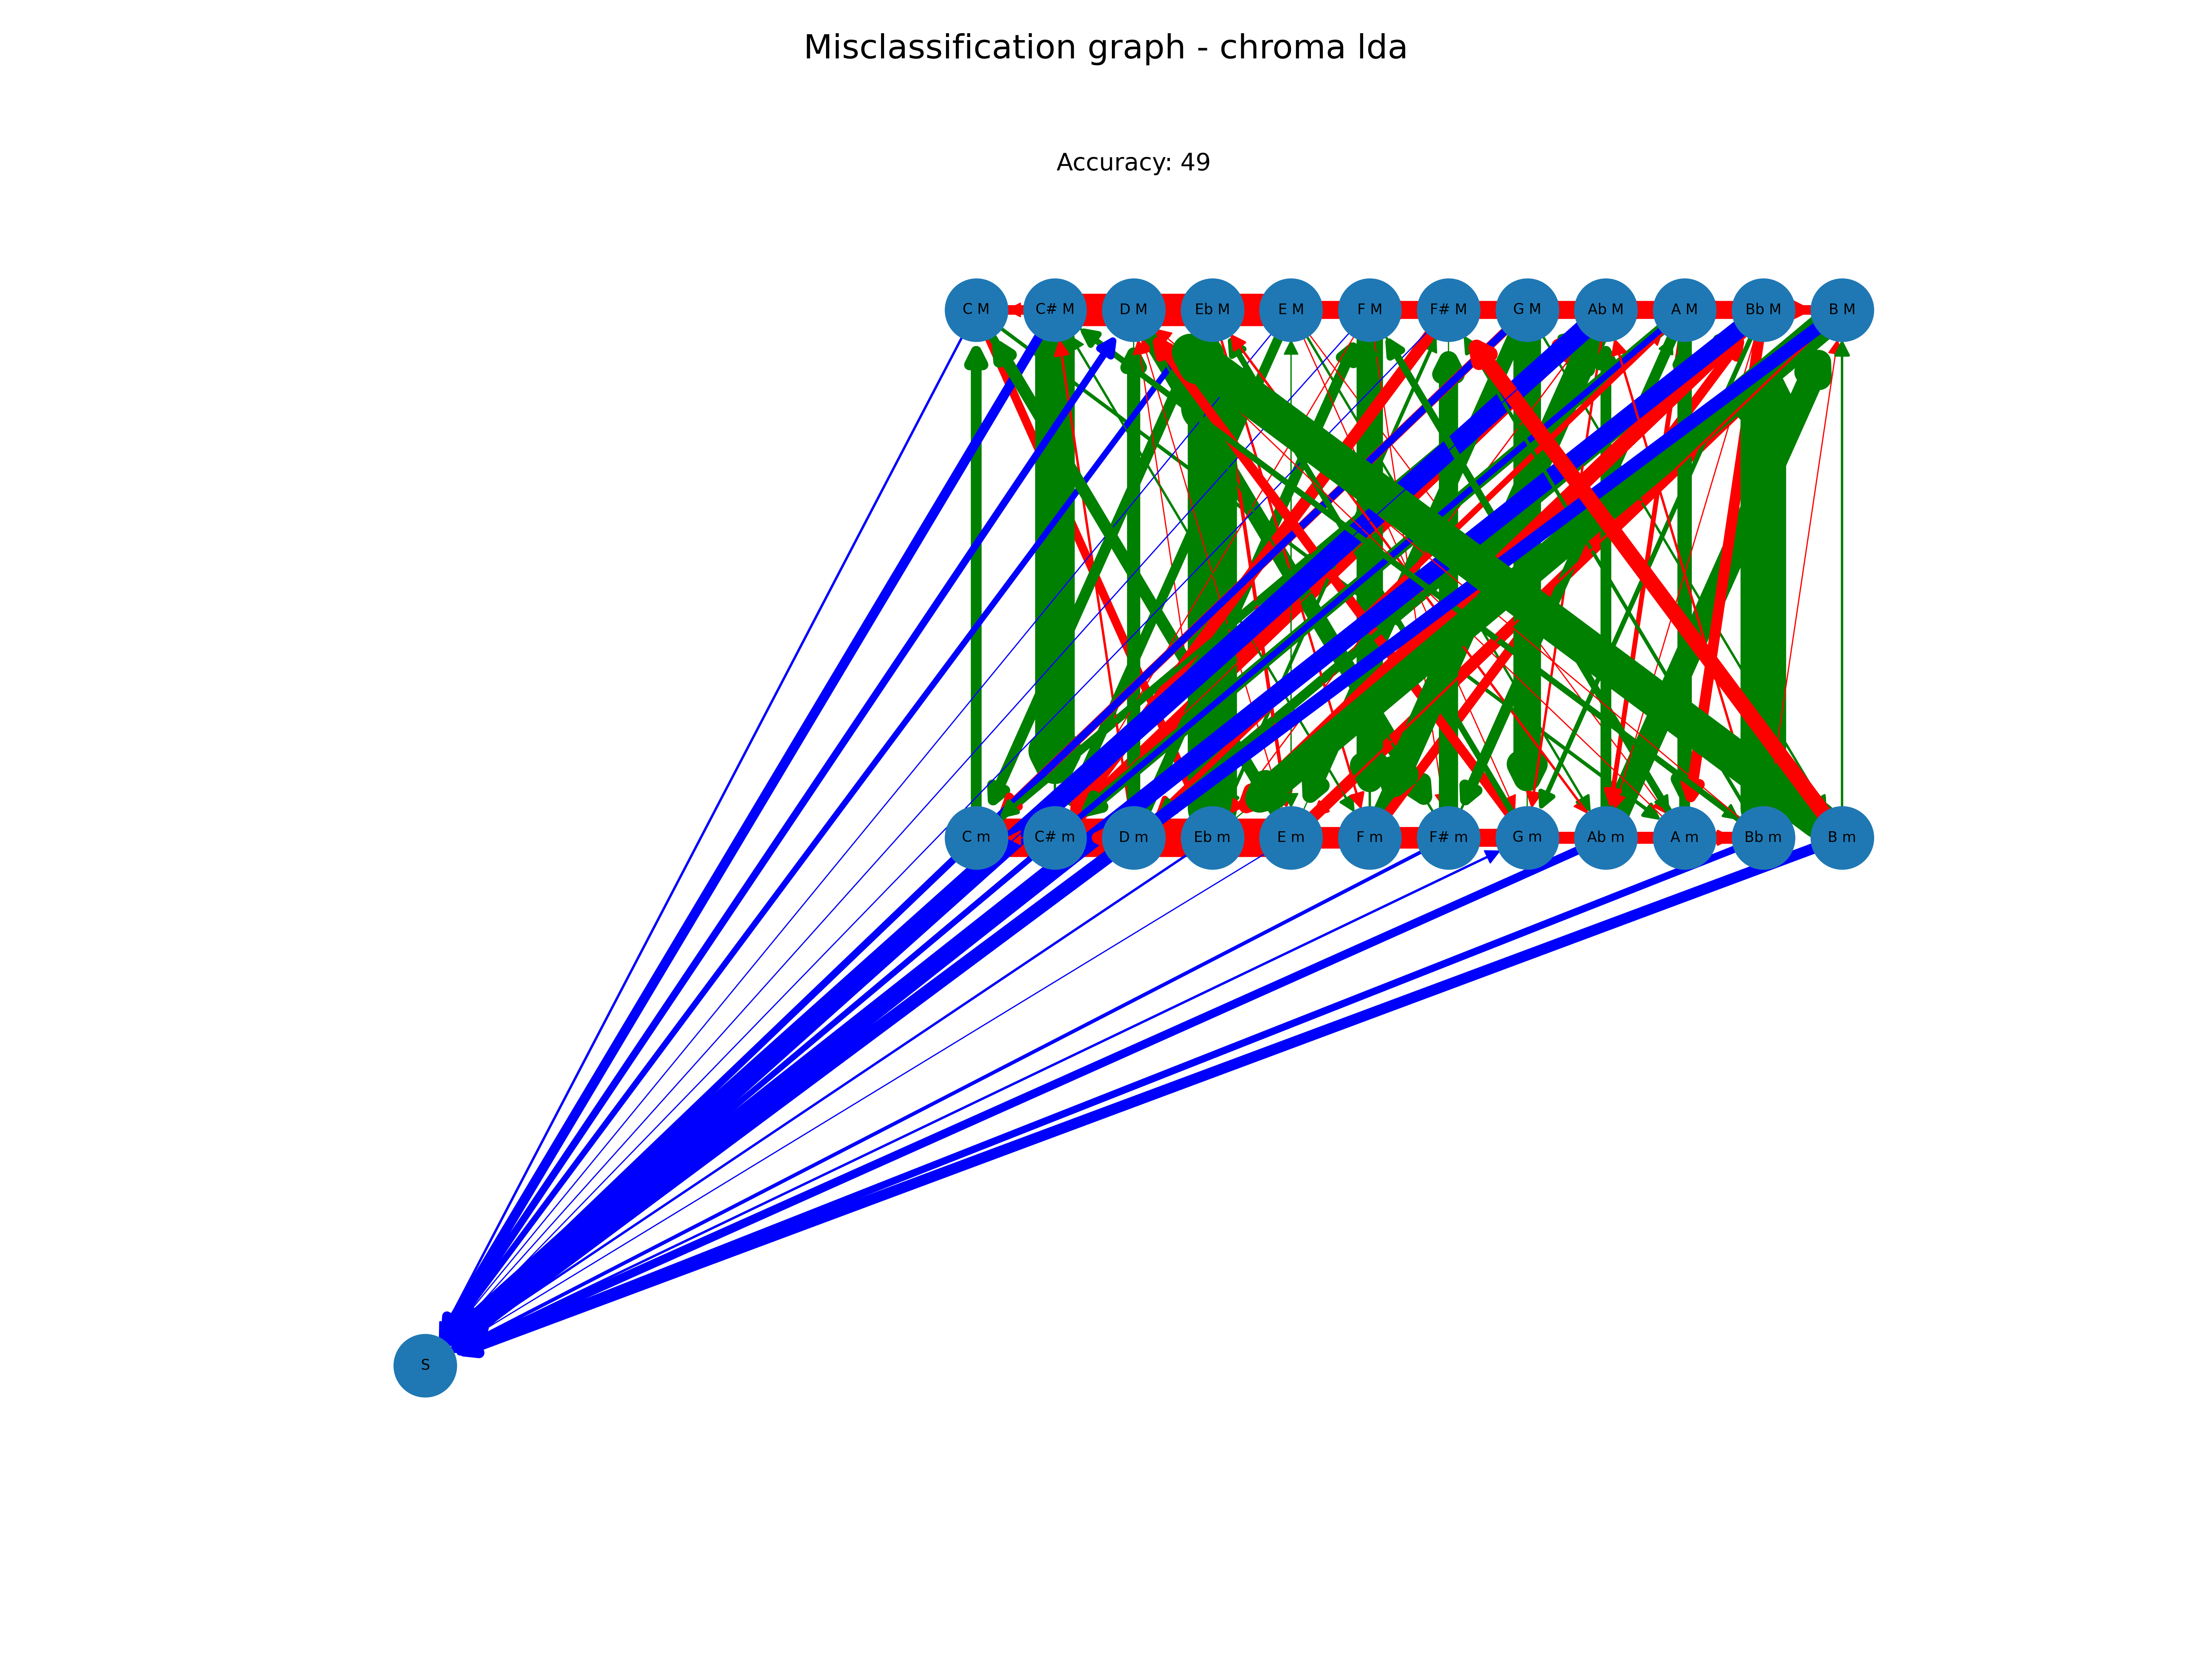 Misclassification graph - chroma lda
Accuracy: 49
C M C# M D M Eb M E M F M F# M G M Ab M A M Bb M B M
C m C# m D m Eb m E m F m F# m G m Ab m A m Bb m B m
S